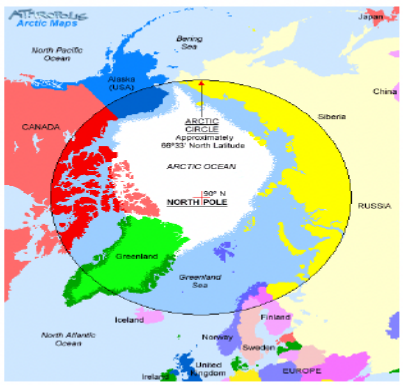 Athropolis
Arctic Maps
Japan
North Pacific
Ocean
Bering
Sea
Alaska
(USA)
China
CANADA
ARCTIC
CIRCLE
Approximately
66°33' North Latitude
Siberia
ARCTIC OCEAN
90° N
NORTH POLE
RUSSIA
Greenland
Greenland
Sea
Iceland
Finland
North Atlantic
Ocean
Norway
Sweden
United
Kingdom
Ireland
EUROPE